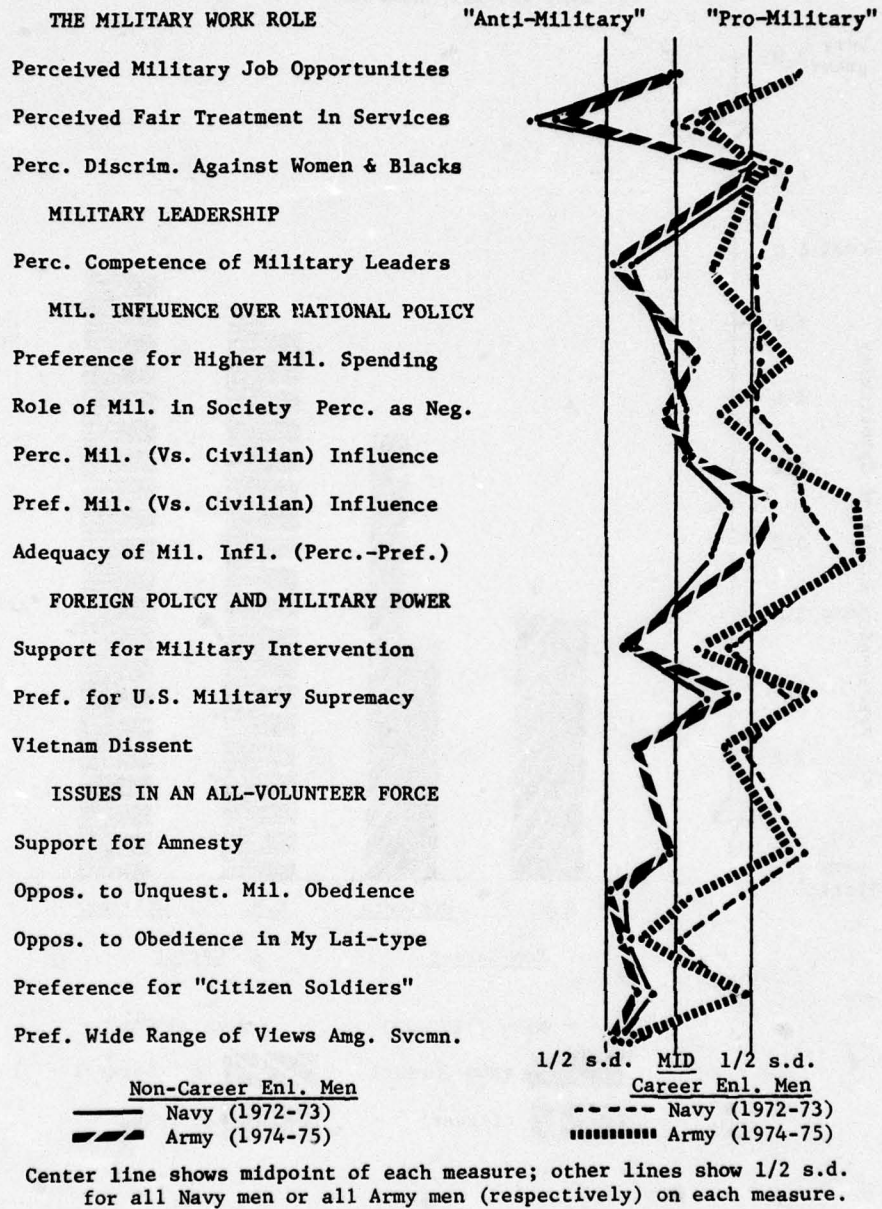 THE MILITARY WORK ROLE "Anti-Military" "Pro-Military"
Perceived Military Job Opportunities
Perceived Fair Treatment in Services
Perc. Discrim. Against Women & Blacks
MILITARY LEADERSHIP
Perc. Competence of Military Leaders
MIL. INFLUENCE OVER NATIONAL POLICY
Preference for Higher Mil. Spending
Role of Mil. in Society Perc. as Neg.
Perc. Mil. (Vs. Civilian) Influence
Pref. Mil. (Vs. Civilian) Influence
Adequacy of Mil. Infl. (Perc.-Pref.)
FOREIGN POLICY AND MILITARY POWER
Support for Military Intervention
Pref. for U.S. Military Supremacy
Vietnam Dissent
ISSUES IN AN ALL-VOLUNTEER FORCE
Support for Amnesty
Oppos. to Unquest. Mil. Obedience
Oppos. to Obedience in My Lai-type
Preference for "Citizen Soldiers"
Pref. Wide Range of Views Amg. Svcmn.
1/2 s.d. MID 1/2 s.d.
Non-Career Enl. Men Career Enl. Men
Navy (1972-73) Navy (1972-73)
Army (1974-75) Army (1974-75)
Center line shows midpoint of each measure; other lines show 1/2 s.d.
for all Navy men or all Army men (respectively) on each measure.